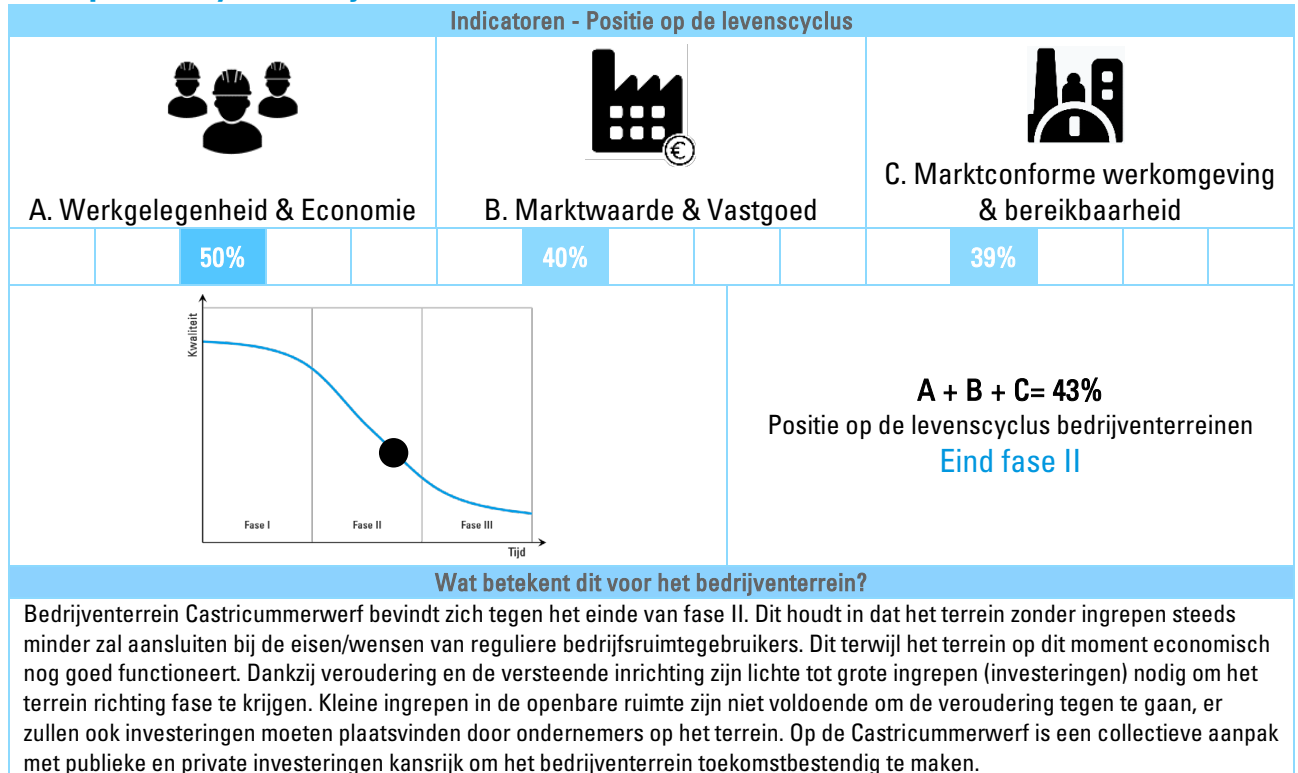 Indicatoren - Positie op de levenscyclus
€
A. Werkgelegenheid & Economie
B. Marktwaarde & Vastgoed
C. Marktconforme werkomgeving
& bereikbaarheid
50%
40%
39%
Kwaliteit
Fase I
Fase II
Fase III
Tijd
A + B + C= 43%
Positie op de levenscyclus bedrijventerreinen
Eind fase II
Wat betekent dit voor het bedrijventerrein?
Bedrijventerrein Castricummerwerf bevindt zich tegen het einde van fase II. Dit houdt in dat het terrein zonder ingrepen steeds
minder zal aansluiten bij de eisen/wensen van reguliere bedrijfsruimtegebruikers. Dit terwijl het terrein op dit moment economisch
nog goed functioneert. Dankzij veroudering en de versteende inrichting zijn lichte tot grote ingrepen (investeringen) nodig om het
terrein richting fase te krijgen. Kleine ingrepen in de openbare ruimte zijn niet voldoende om de veroudering tegen te gaan, er
zullen ook investeringen moeten plaatsvinden door ondernemers op het terrein. Op de Castricummerwerf is een collectieve aanpak
met publieke en private investeringen kansrijk om het bedrijventerrein toekomstbestendig te maken.